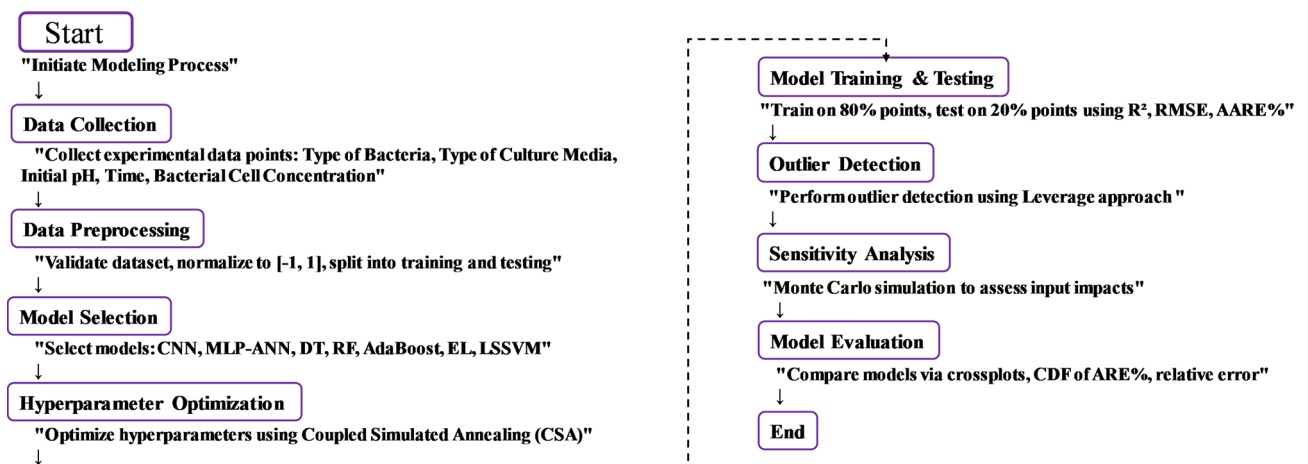 Start
"Initiate Modeling Process"
↓
Data Collection
"Collect experimental data points: Type of Bacteria, Type of Culture Media,
Initial pH, Time, Bacterial Cell Concentration"
↓
Data Preprocessing
"Validate dataset, normalize to [-1, 1], split into training and testing"
↓
Model Selection
"Select models: CNN, MLP-ANN, DT, RF, AdaBoost, EL, LSSVM"
↓
Hyperparameter Optimization
"Optimize hyperparameters using Coupled Simulated Annealing (CSA)"
↓
Model Training & Testing
"Train on 80% points, test on 20% points using R², RMSE, AARE%"
↓
Outlier Detection
"Perform outlier detection using Leverage approach "
↓
Sensitivity Analysis
"Monte Carlo simulation to assess input impacts"
↓
Model Evaluation
"Compare models via crossplots, CDF of ARE%, relative error"
↓
End